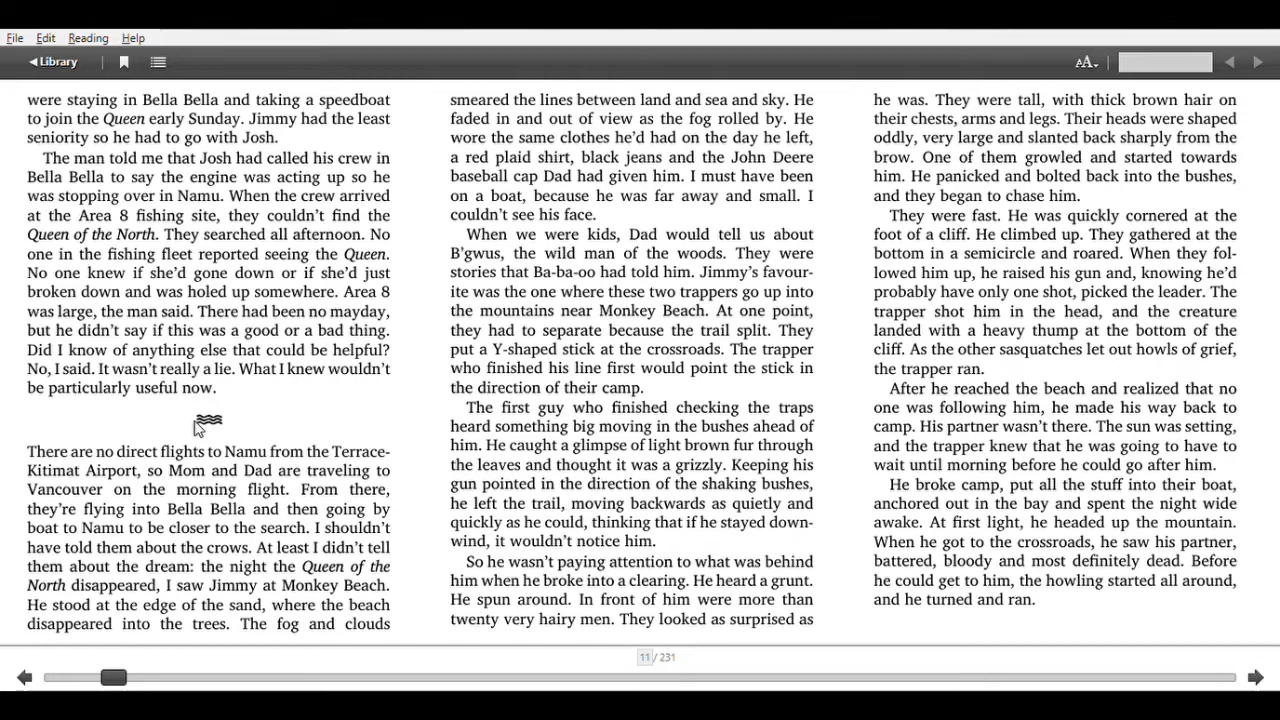 File Edit Reading Help
Library AA
were staying in Bella Bella and taking a speedboat
to join the Queen early Sunday. Jimmy had the least
seniority so he had to go with Josh.
The man told me that Josh had called his crew in
Bella Bella to say the engine was acting up so he
was stopping over in Namu. When the crew arrived
at the Area 8 fishing site, they couldn't find the
Queen of the North. They searched all afternoon. No
one in the fishing fleet reported seeing the Queen.
No one knew if she'd gone down or if she'd just
broken down and was holed up somewhere. Area 8
was large, the man said. There had been no mayday,
but he didn't say if this was a good or a bad thing.
Did I know of anything else that could be helpful?
No, I said. It wasn't really a lie. What I knew wouldn't
be particularly useful now.
There are no direct flights to Namu from the Terrace-
Kitimat Airport, so Mom and Dad are traveling to
Vancouver on the morning flight. From there,
they're flying into Bella Bella and then going by
boat to Namu to be closer to the search. I shouldn't
have told them about the crows. At least I didn't tell
them about the dream: the night the Queen of the
North disappeared, I saw Jimmy at Monkey Beach.
He stood at the edge of the sand, where the beach
disappeared into the trees. The fog and clouds
smeared the lines between land and sea and sky. He
faded in and out of view as the fog rolled by. He
wore the same clothes he'd had on the day he left,
a red plaid shirt, black jeans and the John Deere
baseball cap Dad had given him. I must have been
on a boat, because he was far away and small. I
couldn't see his face.
When we were kids, Dad would tell us about
B'gwus, the wild man of the woods. They were
stories that Ba-ba-oo had told him. Jimmy's favour-
ite was the one where these two trappers go up into
the mountains near Monkey Beach. At one point,
they had to separate because the trail split. They
put a Y-shaped stick at the crossroads. The trapper
who finished his line first would point the stick in
the direction of their camp.
The first guy who finished checking the traps
heard something big moving in the bushes ahead of
him. He caught a glimpse of light brown fur through
the leaves and thought it was a grizzly. Keeping his
gun pointed in the direction of the shaking bushes,
he left the trail, moving backwards as quietly and
quickly as he could, thinking that if he stayed down-
wind, it wouldn't notice him.
So he wasn't paying attention to what was behind
him when he broke into a clearing. He heard a grunt.
He spun around. In front of him were more than
twenty very hairy men. They looked as surprised as
he was. They were tall, with thick brown hair on
their chests, arms and legs. Their heads were shaped
oddly, very large and slanted back sharply from the
brow. One of them growled and started towards
him. He panicked and bolted back into the bushes,
and they began to chase him.
They were fast. He was quickly cornered at the
foot of a cliff. He climbed up. They gathered at the
bottom in a semicircle and roared. When they fol-
lowed him up, he raised his gun and, knowing he'd
probably have only one shot, picked the leader. The
trapper shot him in the head, and the creature
landed with a heavy thump at the bottom of the
cliff. As the other sasquatches let out howls of grief,
the trapper ran.
After he reached the beach and realized that no
one was following him, he made his way back to
camp. His partner wasn't there. The sun was setting,
and the trapper knew that he was going to have to
wait until morning before he could go after him.
He broke camp, put all the stuff into their boat,
anchored out in the bay and spent the night wide
awake. At first light, he headed up the mountain.
When he got to the crossroads, he saw his partner,
battered, bloody and most definitely dead. Before
he could get to him, the howling started all around,
and he turned and ran.
11 / 231